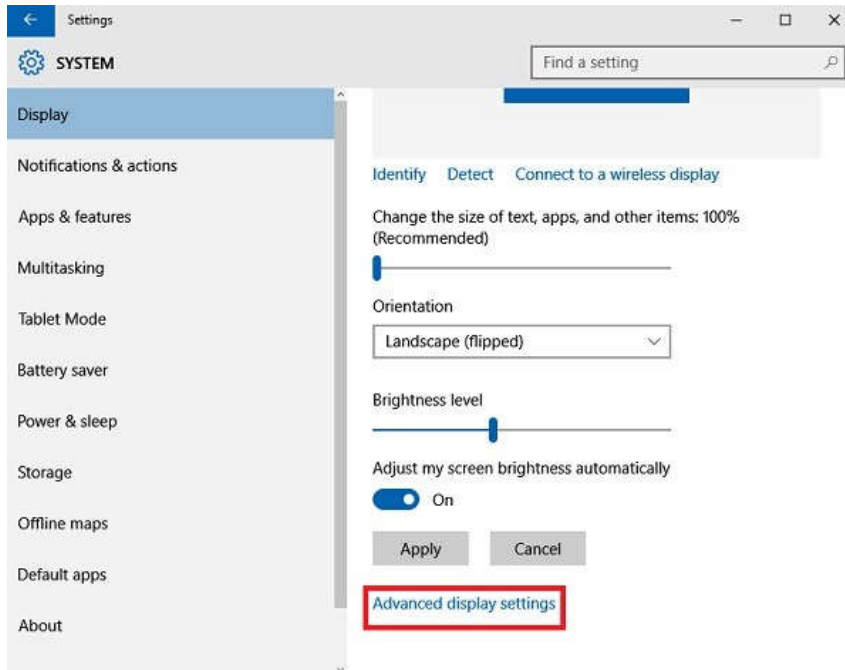 Settings
SYSTEM
Find a setting
Display
Notifications & actions
Apps & features
Multitasking
Tablet Mode
Battery saver
Power & sleep
Storage
Offline maps
Default apps
About
Identify Detect Connect to a wireless display
Change the size of text, apps, and other items: 100%
(Recommended)
Orientation
Landscape (flipped)
Brightness level
Adjust my screen brightness automatically
On
Apply Cancel
Advanced display settings